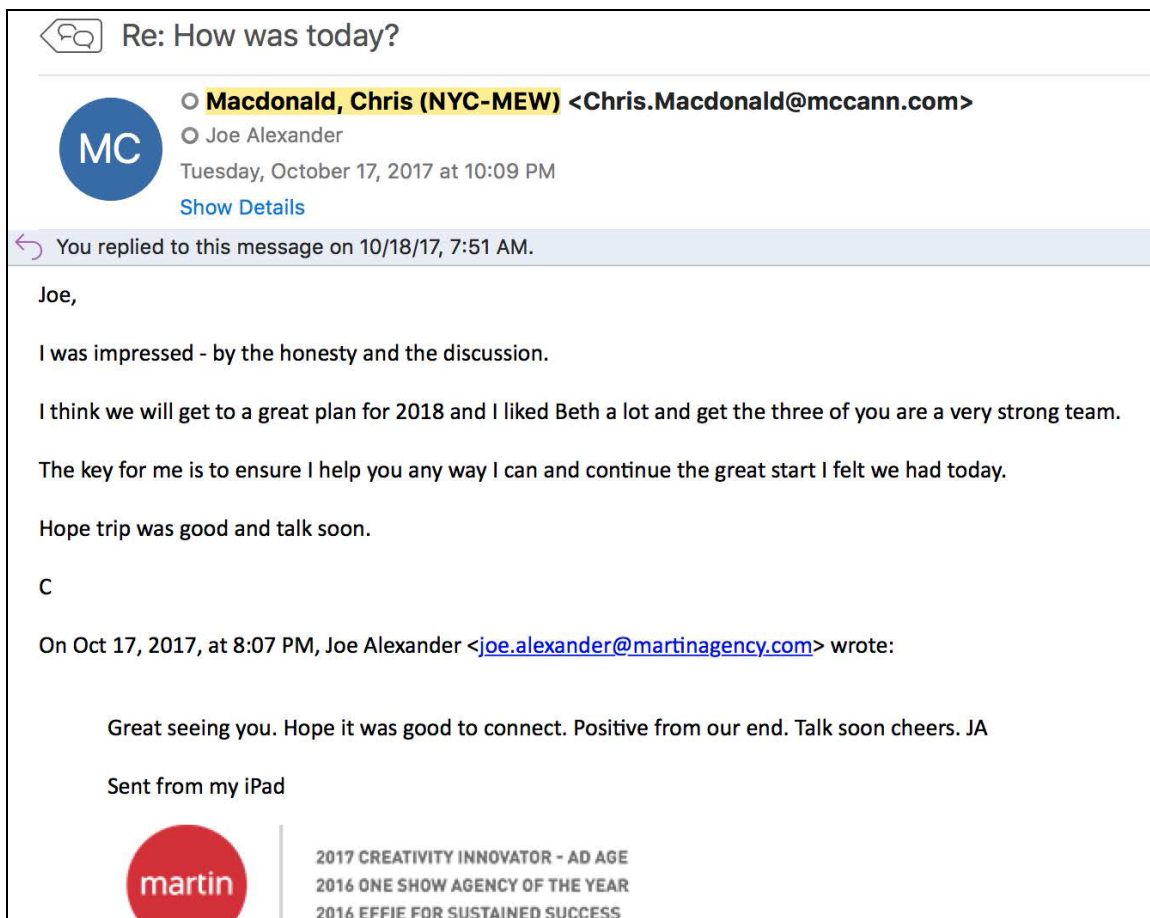 Re: How was today?
Macdonald, Chris (NYC-MEW) <Chris.Macdonald@mccann.com>
MC
Joe Alexander
Tuesday, October 17, 2017 at 10:09 PM
Show Details
You replied to this message on 10/18/17, 7:51 AM.
Joe,
I was impressed - by the honesty and the discussion.
I think we will get to a great plan for 2018 and I liked Beth a lot and get the three of you are a very strong team.
The key for me is to ensure I help you any way I can and continue the great start I felt we had today.
Hope trip was good and talk soon.
C
On Oct 17, 2017, at 8:07 PM, Joe Alexander <joe.alexander@martinagency.com> wrote:
Great seeing you. Hope it was good to connect. Positive from our end. Talk soon cheers. JA
Sent from my iPad
martin
2017 CREATIVITY INNOVATOR - AD AGE
2016 ONE SHOW AGENCY OF THE YEAR
2016 EFFIE FOR SUSTAINED SUCCESS